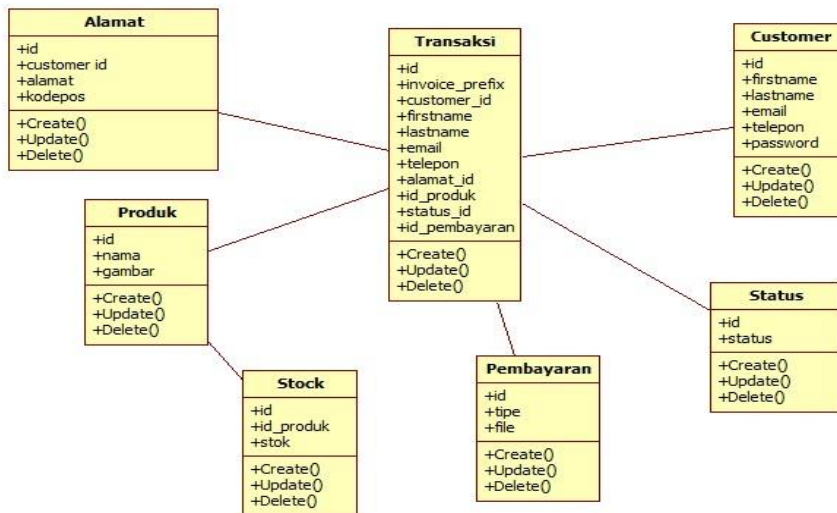 Alamat
+id
+customer id
+alamat
+kodepos
+Create()
+Update()
+Delete()
Transaksi
+id
+invoice_prefix
+customer_id
+firstname
+lastname
+email
+telepon
+alamat_id
+id_produk
+status_id
+id_pembayaran
+Create()
+Update()
+Delete()
Customer
+id
+firstname
+lastname
+email
+telepon
+password
+Create()
+Update()
+Delete()
Produk
+id
+nama
+gambar
+Create()
+Update()
+Delete()
Status
+id
+status
+Create()
+Update()
+Delete()
Stock
+id
+id_produk
+stok
+Create()
+Update()
+Delete()
Pembayaran
+id
+tipe
+file
+Create()
+Update()
+Delete()